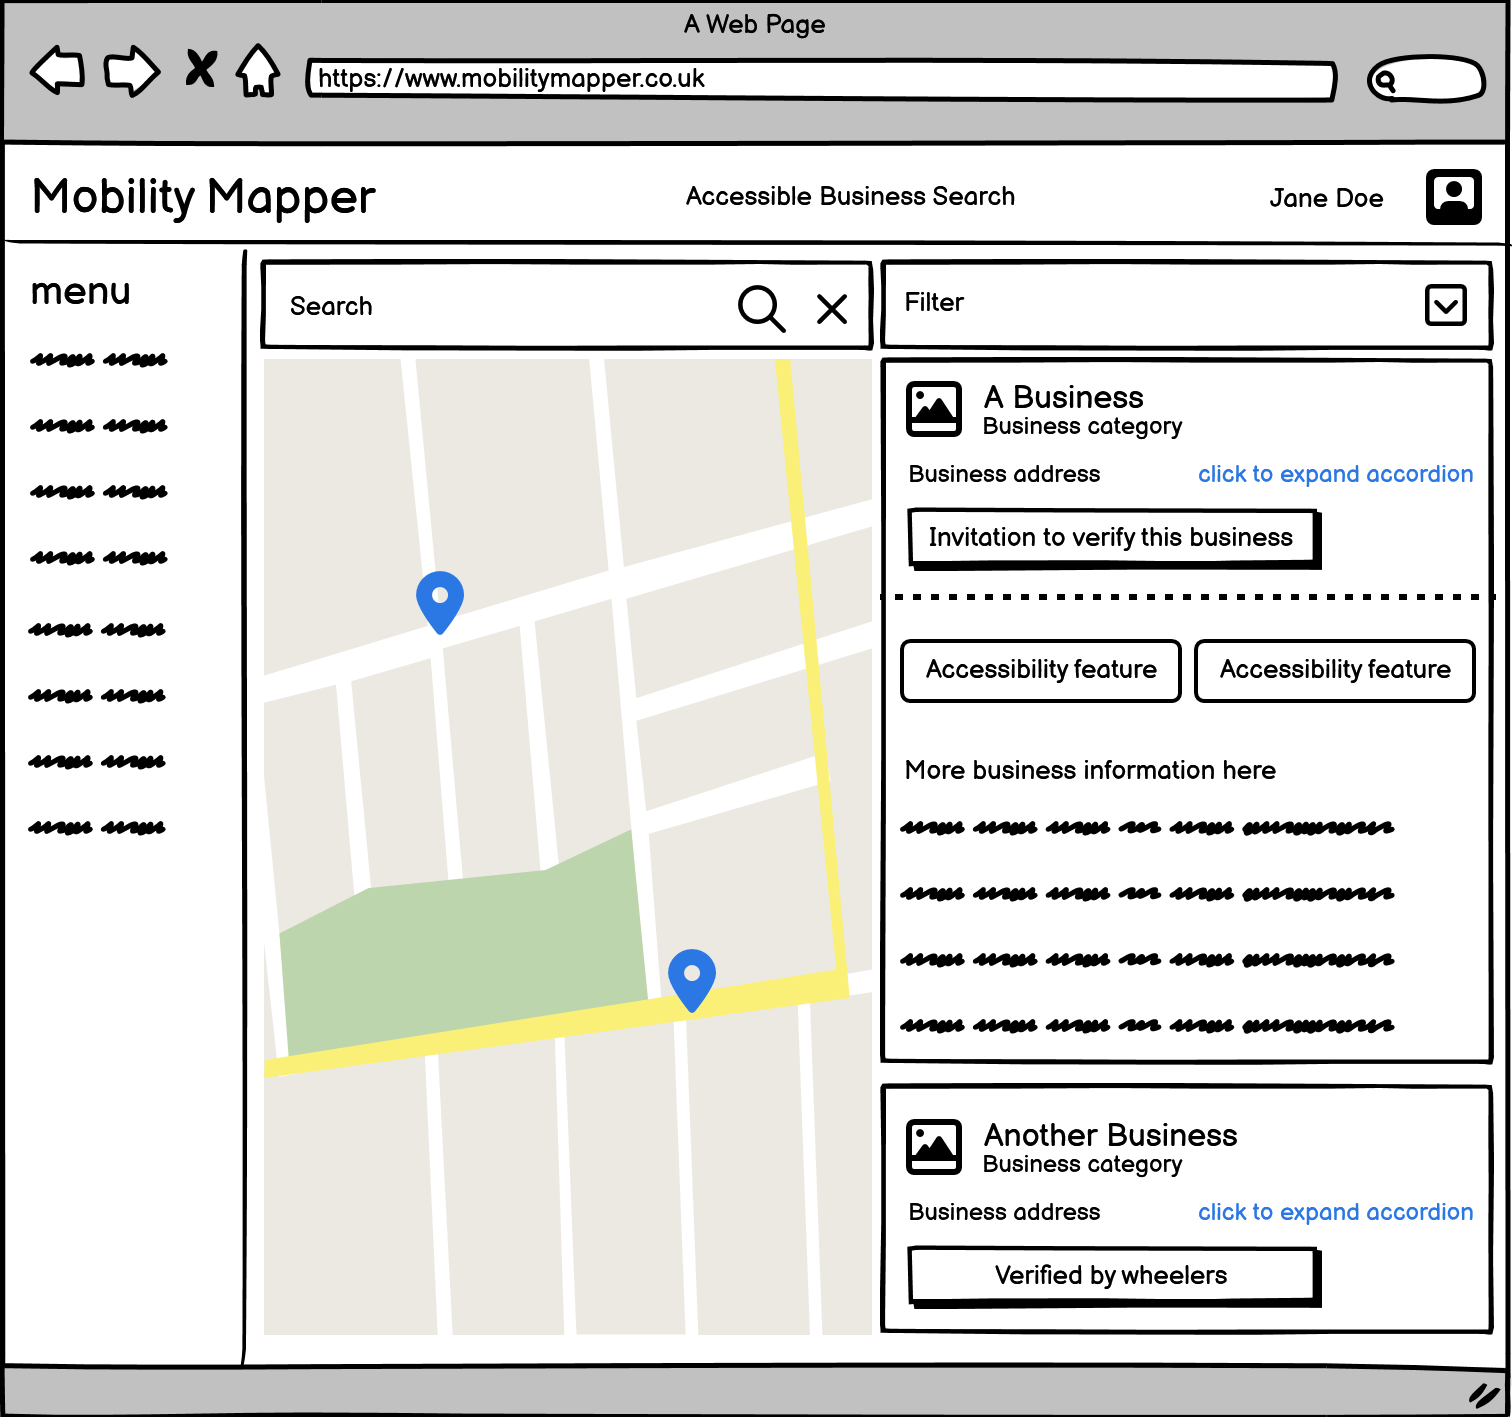 A Web Page
https://www.mobilitymapper.co.uk
Mobility Mapper
Accessible Business Search
Jane Doe
menu
Search
Filter
A Business
Business category
Business address
click to expand accordion
Invitation to verify this business
Accessibility feature
Accessibility feature
More business information here
Another Business
Business category
Business address
click to expand accordion
Verified by wheelers